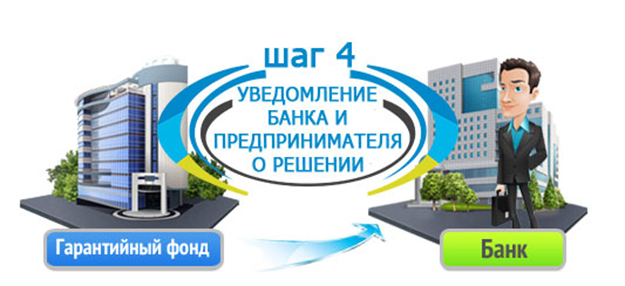 шаг 4
УВЕДОМЛЕНИЕ
БАНКА И
ПРЕДПРИНИМАТЕЛЯ
О РЕШЕНИИ
Гарантийный фонд
Банк